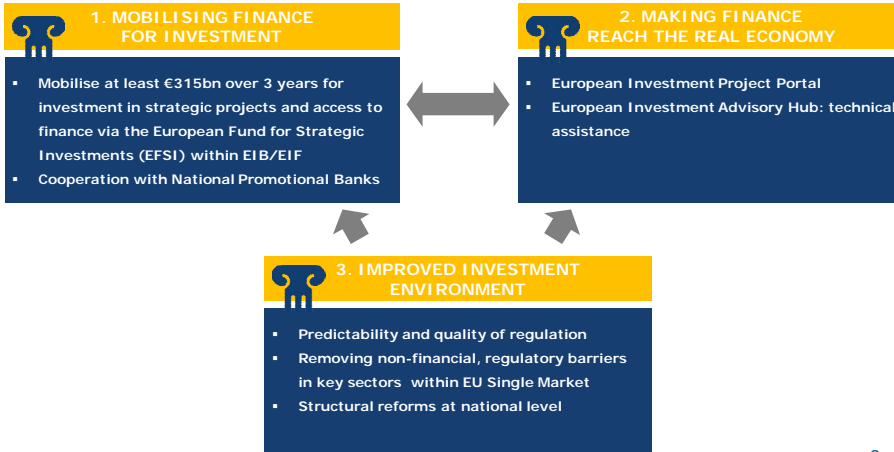 1. MOBILISING FINANCE
FOR INVESTMENT
▪ Mobilise at least €315bn over 3 years for
investment in strategic projects and access to
finance via the European Fund for Strategic
Investments (EFSI) within EIB/EIF
▪ Cooperation with National Promotional Banks
2. MAKING FINANCE
REACH THE REAL ECONOMY
▪ European Investment Project Portal
▪ European Investment Advisory Hub: technical
assistance
3. IMPROVED INVESTMENT
ENVIRONMENT
▪ Predictability and quality of regulation
▪ Removing non-financial, regulatory barriers
in key sectors within EU Single Market
▪ Structural reforms at national level